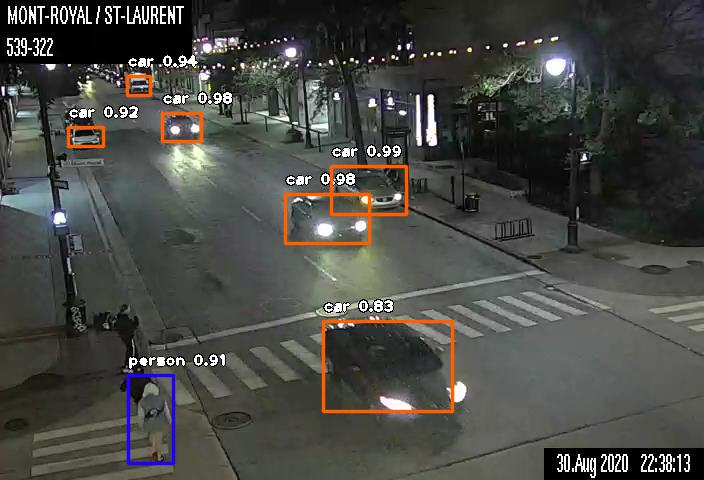 MONT-ROYAL / ST-LAURENT
539-322
car 0.94
car 0.92
car 0.98
car 0.99
car 0.98
car 0.83
person 0.91
30.Aug 2020 22:38:13